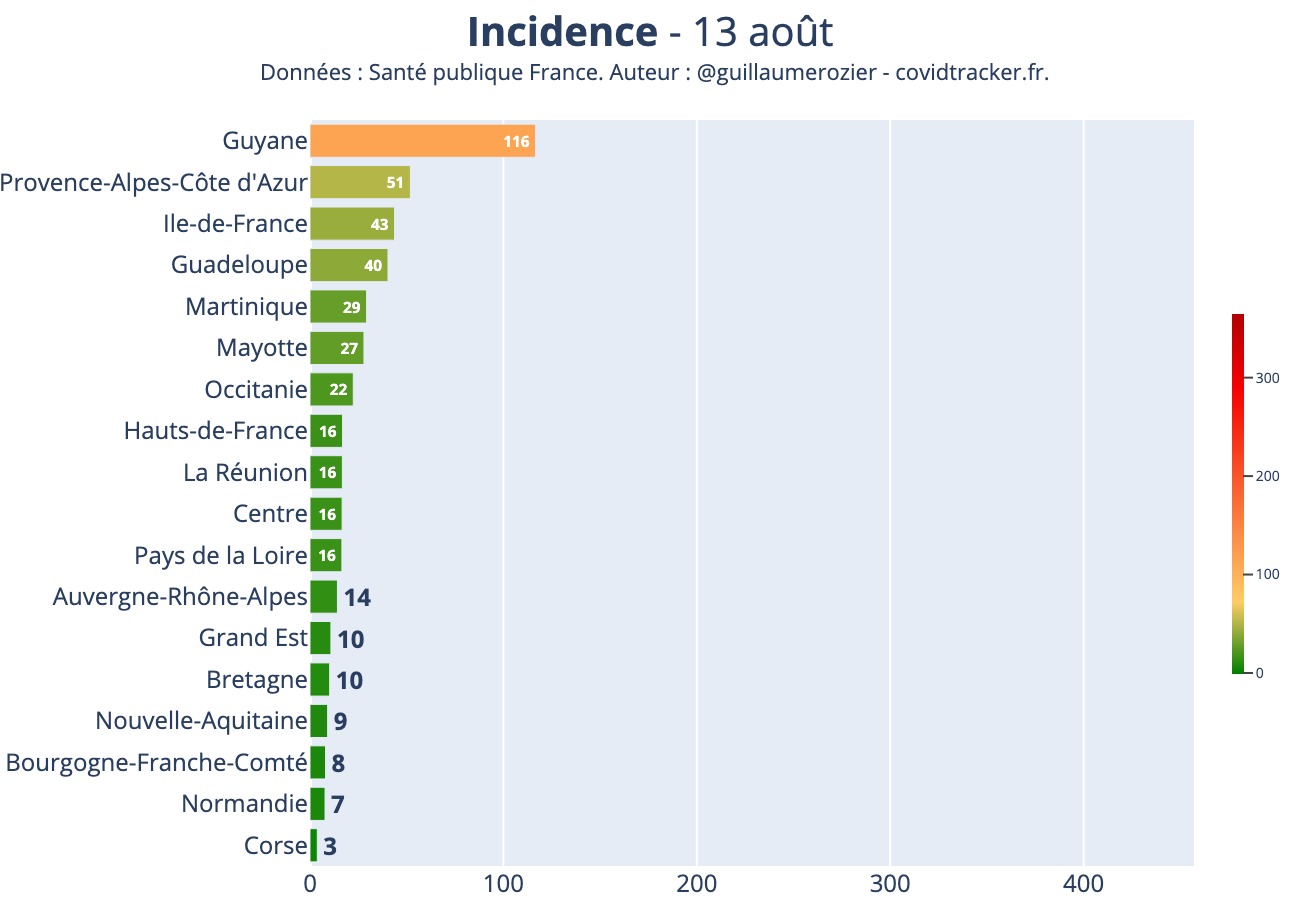 Incidence - 13 août
Données : Santé publique France. Auteur : @guillaumerozier - covidtracker.fr.
Guyane 116
Provence-Alpes-Côte d'Azur 51
Ile-de-France 43
Guadeloupe 40
Martinique 29
Mayotte 27
Occitanie 22
Hauts-de-France 16
La Réunion 16
Centre 16
Pays de la Loire 16
Auvergne-Rhône-Alpes 14
Grand Est 10
Bretagne 10
Nouvelle-Aquitaine 9
Bourgogne-Franche-Comté 8
Normandie 7
Corse 3
0 100 200 300 400
300
200
100
0